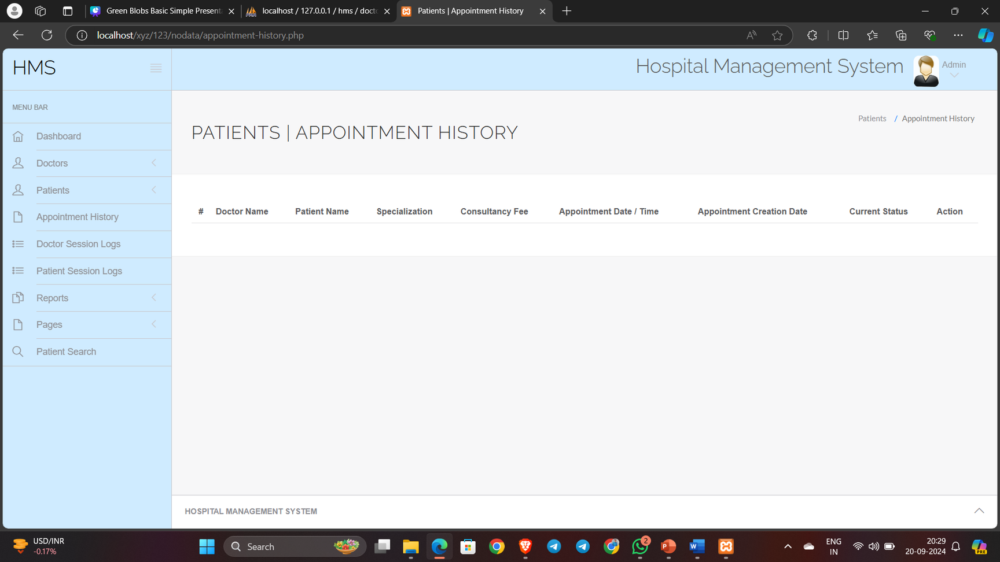 Green Blobs Basic Simple Present
localhost / 127.0.0.1 / hms / docto
Patients | Appointment History
localhost/xyz/123/nodata/appointment-history.php
HMS
Hospital Management System
Admin
MENU BAR
Dashboard
Doctors
Patients
Appointment History
Doctor Session Logs
Patient Session Logs
Reports
Pages
Patient Search
Patients / Appointment History
PATIENTS | APPOINTMENT HISTORY
# Doctor Name Patient Name Specialization Consultancy Fee Appointment Date / Time Appointment Creation Date Current Status Action
HOSPITAL MANAGEMENT SYSTEM
USD/INR
-0.17%
Search
2
ENG
IN
20:29
20-09-2024
PRE